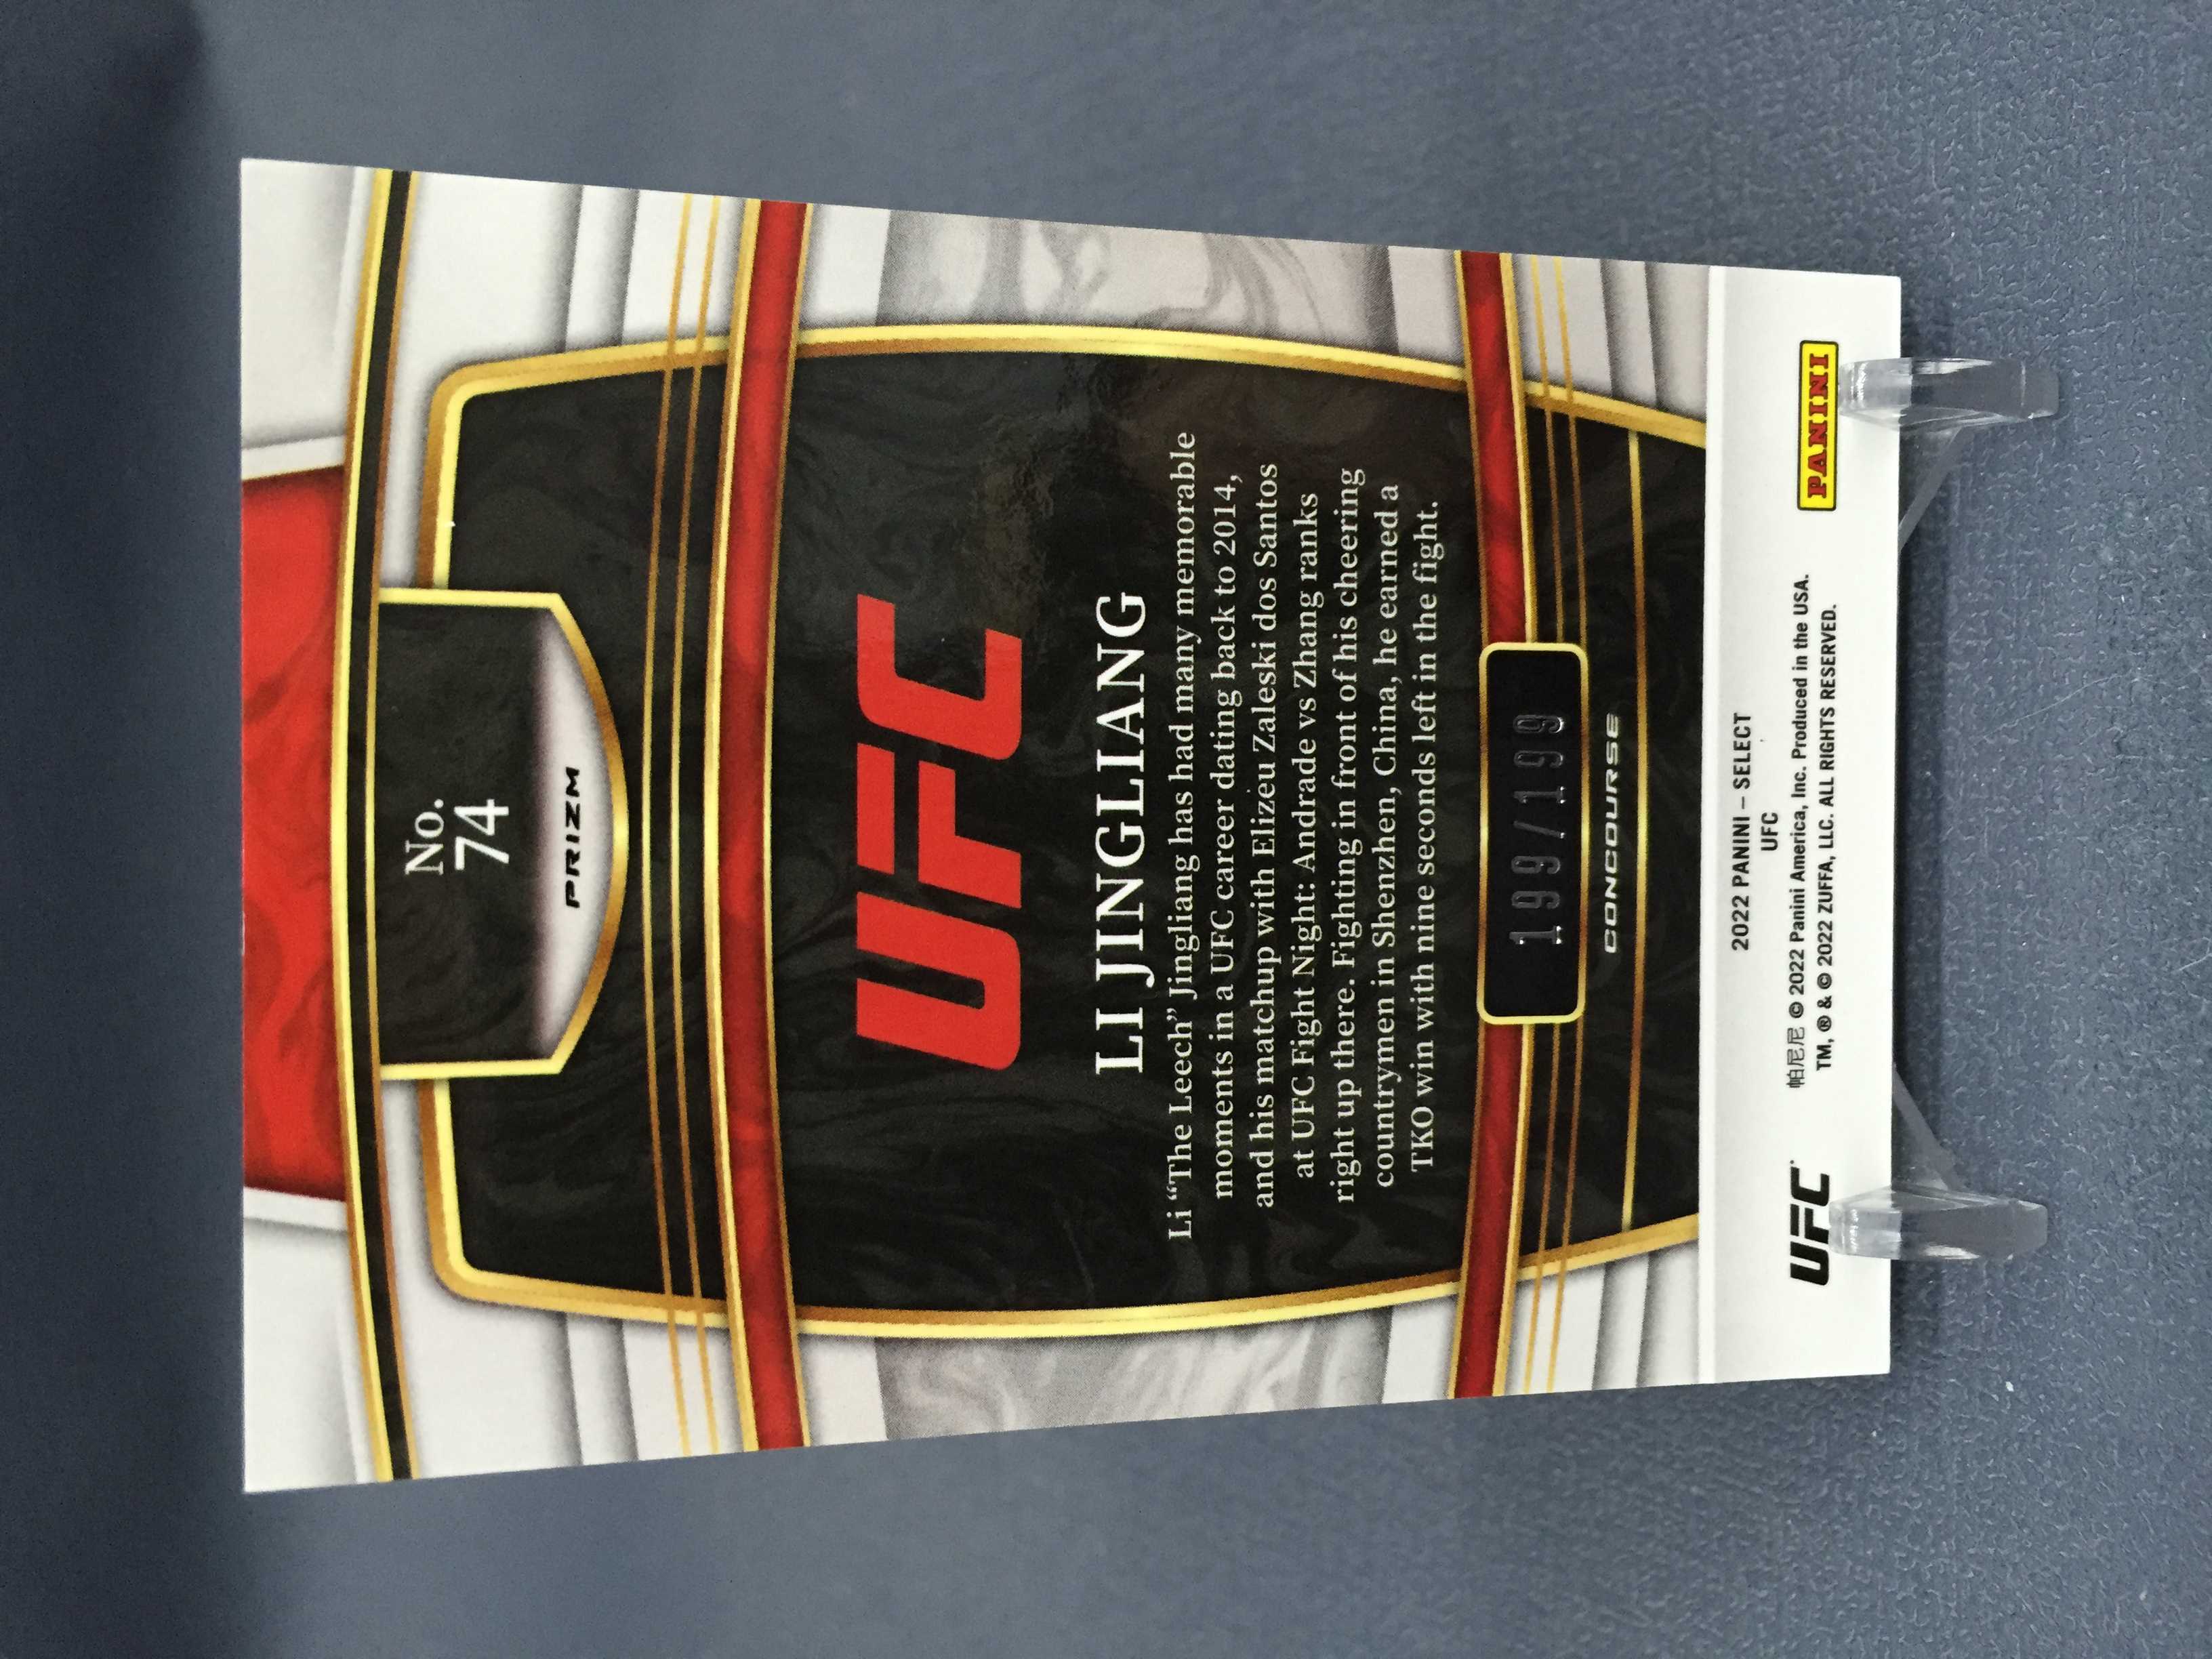 No.
74
PRIZM
UFC
LI JINGLIANG
Li “The Leech” Jingliang has had many memorable
moments in a UFC career dating back to 2014,
and his matchup with Elizeu Zaleski dos Santos
at UFC Fight Night: Andrade vs Zhang ranks
right up there. Fighting in front of his cheering
countrymen in Shenzhen, China, he earned a
TKO win with nine seconds left in the fight.
199/199
CONCOURSE
2022 PANINI – SELECT
UFC
帕尼尼 © 2022 Panini America, Inc. Produced in the USA.
TM, ® & © 2022 ZUFFA, LLC. ALL RIGHTS RESERVED.
UFC
PANINI